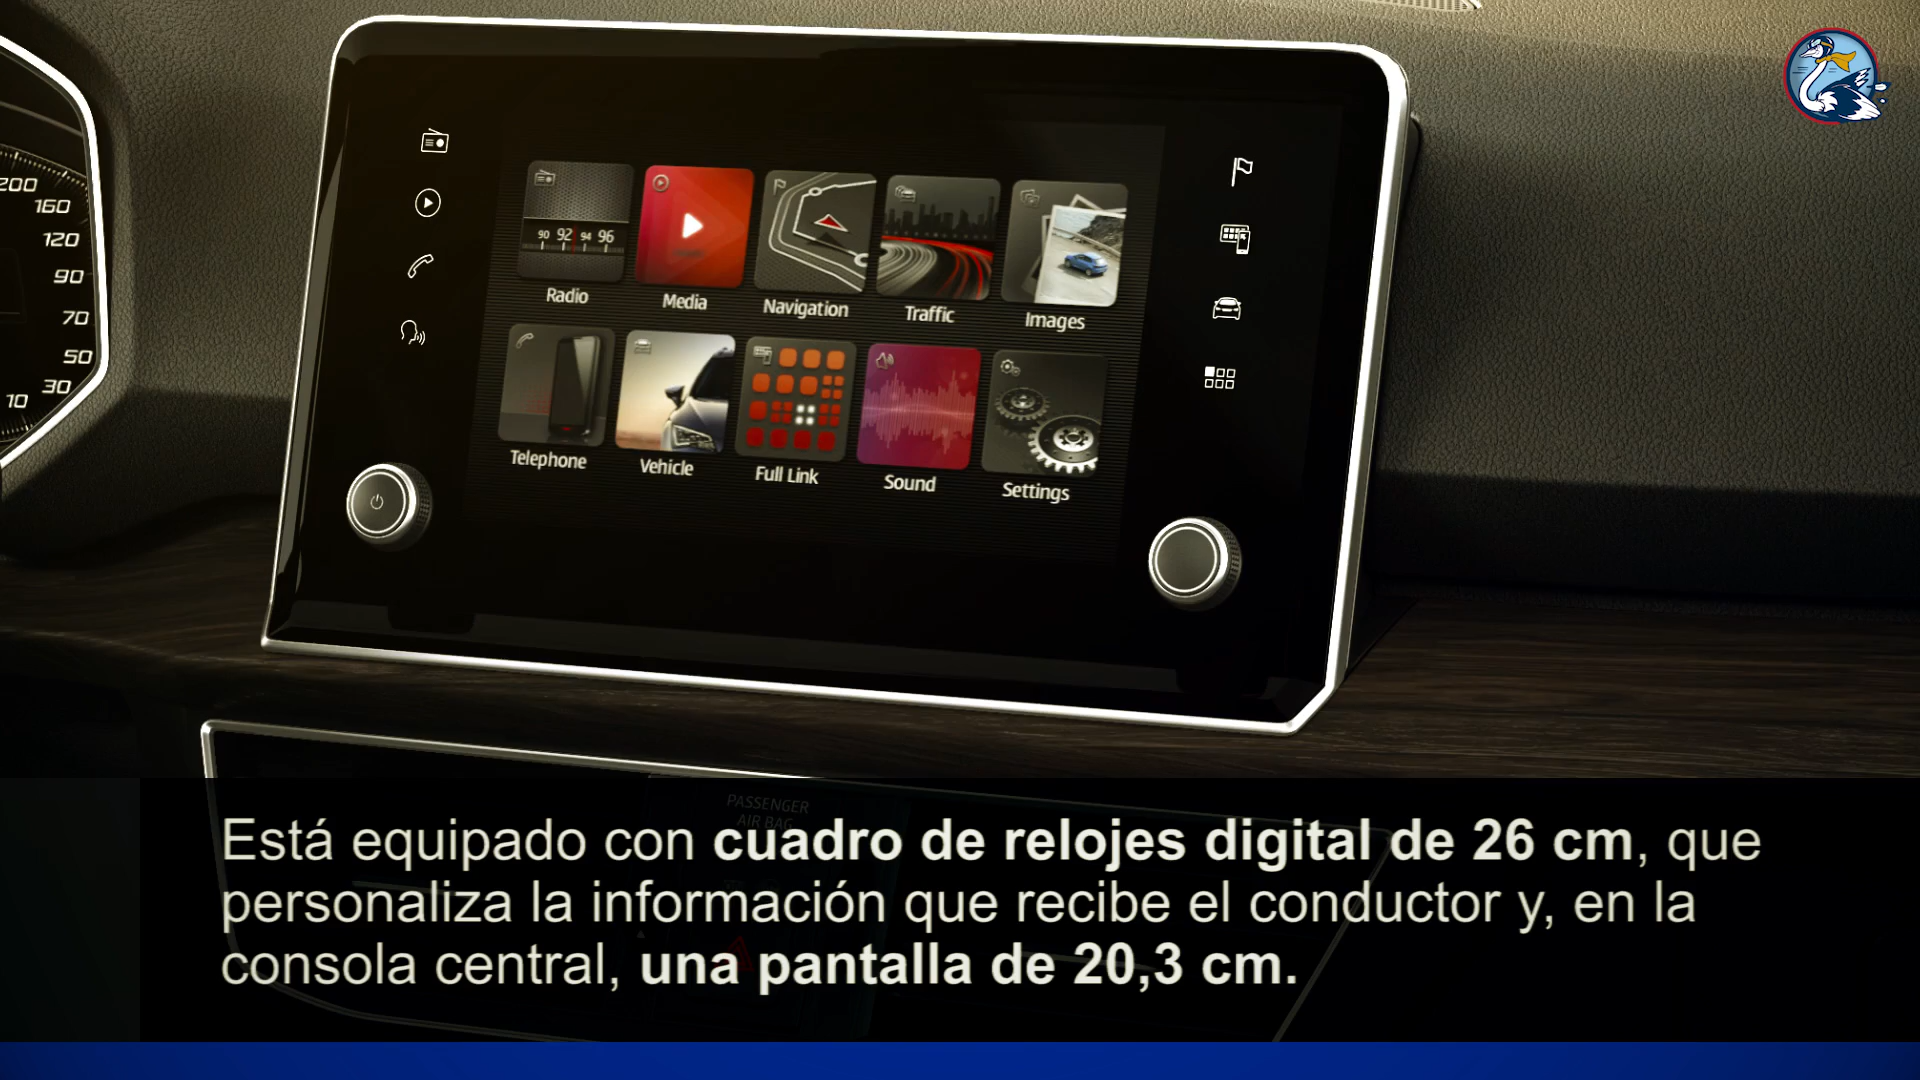 200
160
120
90
70
50
30
10
90 92 94 96
Radio
Media
Navigation
Traffic
Images
Telephone
Vehicle
Full Link
Sound
Settings
PASSENGER
AIR BAG
Está equipado con cuadro de relojes digital de 26 cm, que
personaliza la información que recibe el conductor y, en la
consola central, una pantalla de 20,3 cm.